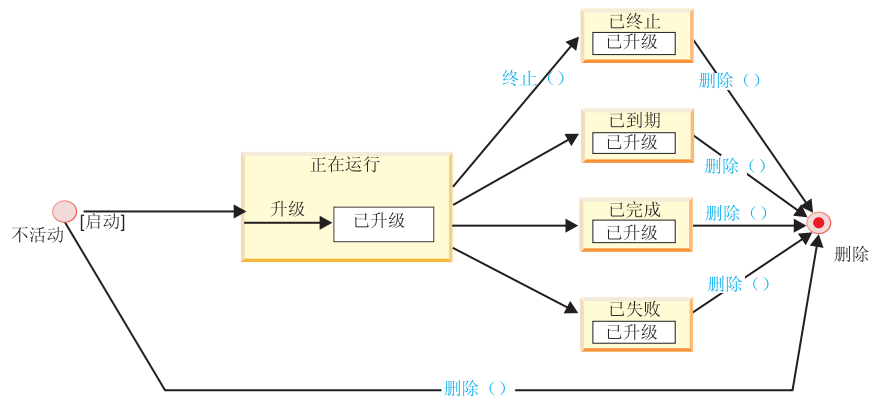 已终止
已升级
终止（）
删除（）
已到期
已升级
删除（）
正在运行
升级
已升级
[启动]
不活动
已完成
已升级
删除（）
删除
删除（）
已失败
已升级
删除（）